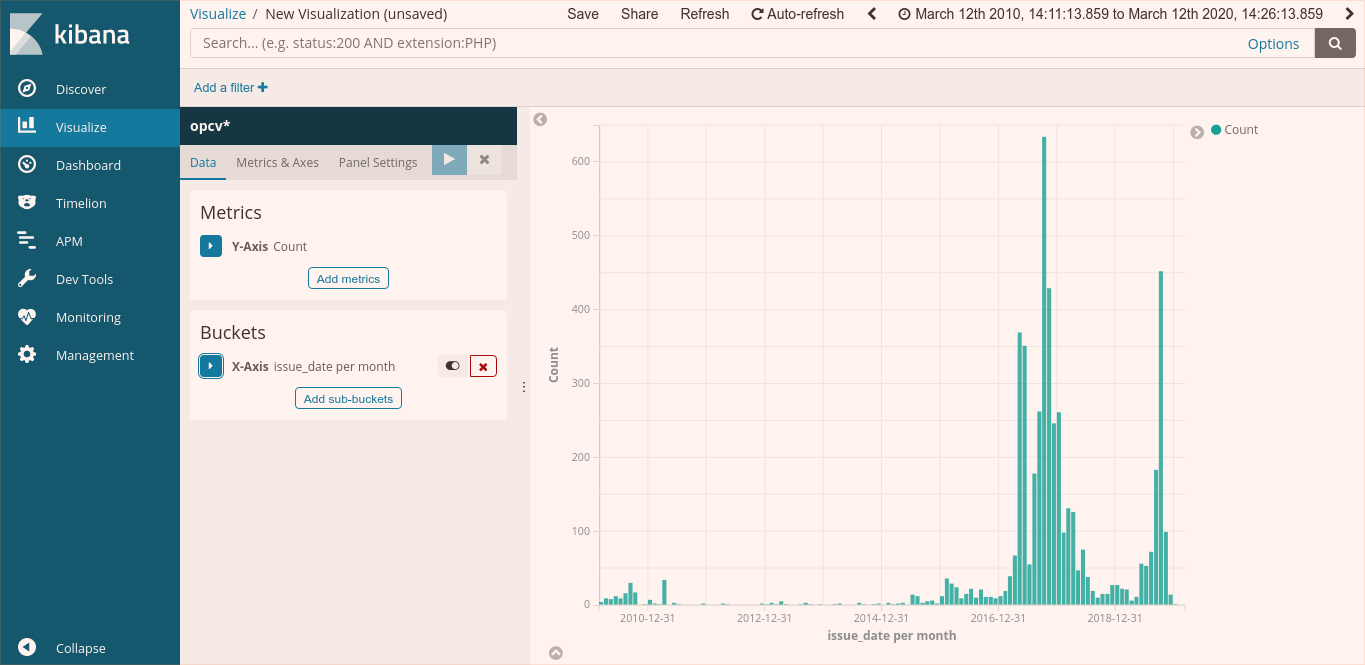 kibana
Discover
Visualize
Dashboard
Timelion
APM
Dev Tools
Monitoring
Management
Collapse
Visualize / New Visualization (unsaved)
Save Share Refresh Auto-refresh March 12th 2010, 14:11:13.859 to March 12th 2020, 14:26:13.859
Search... (e.g. status:200 AND extension:PHP)
Options
Add a filter
opcv*
Data Metrics & Axes Panel Settings
Metrics
Y-Axis Count
Add metrics
Buckets
X-Axis issue_date per month
Add sub-buckets
Count
600
500
400
300
200
100
0
Count
2010-12-31 2012-12-31 2014-12-31 2016-12-31 2018-12-31
issue_date per month